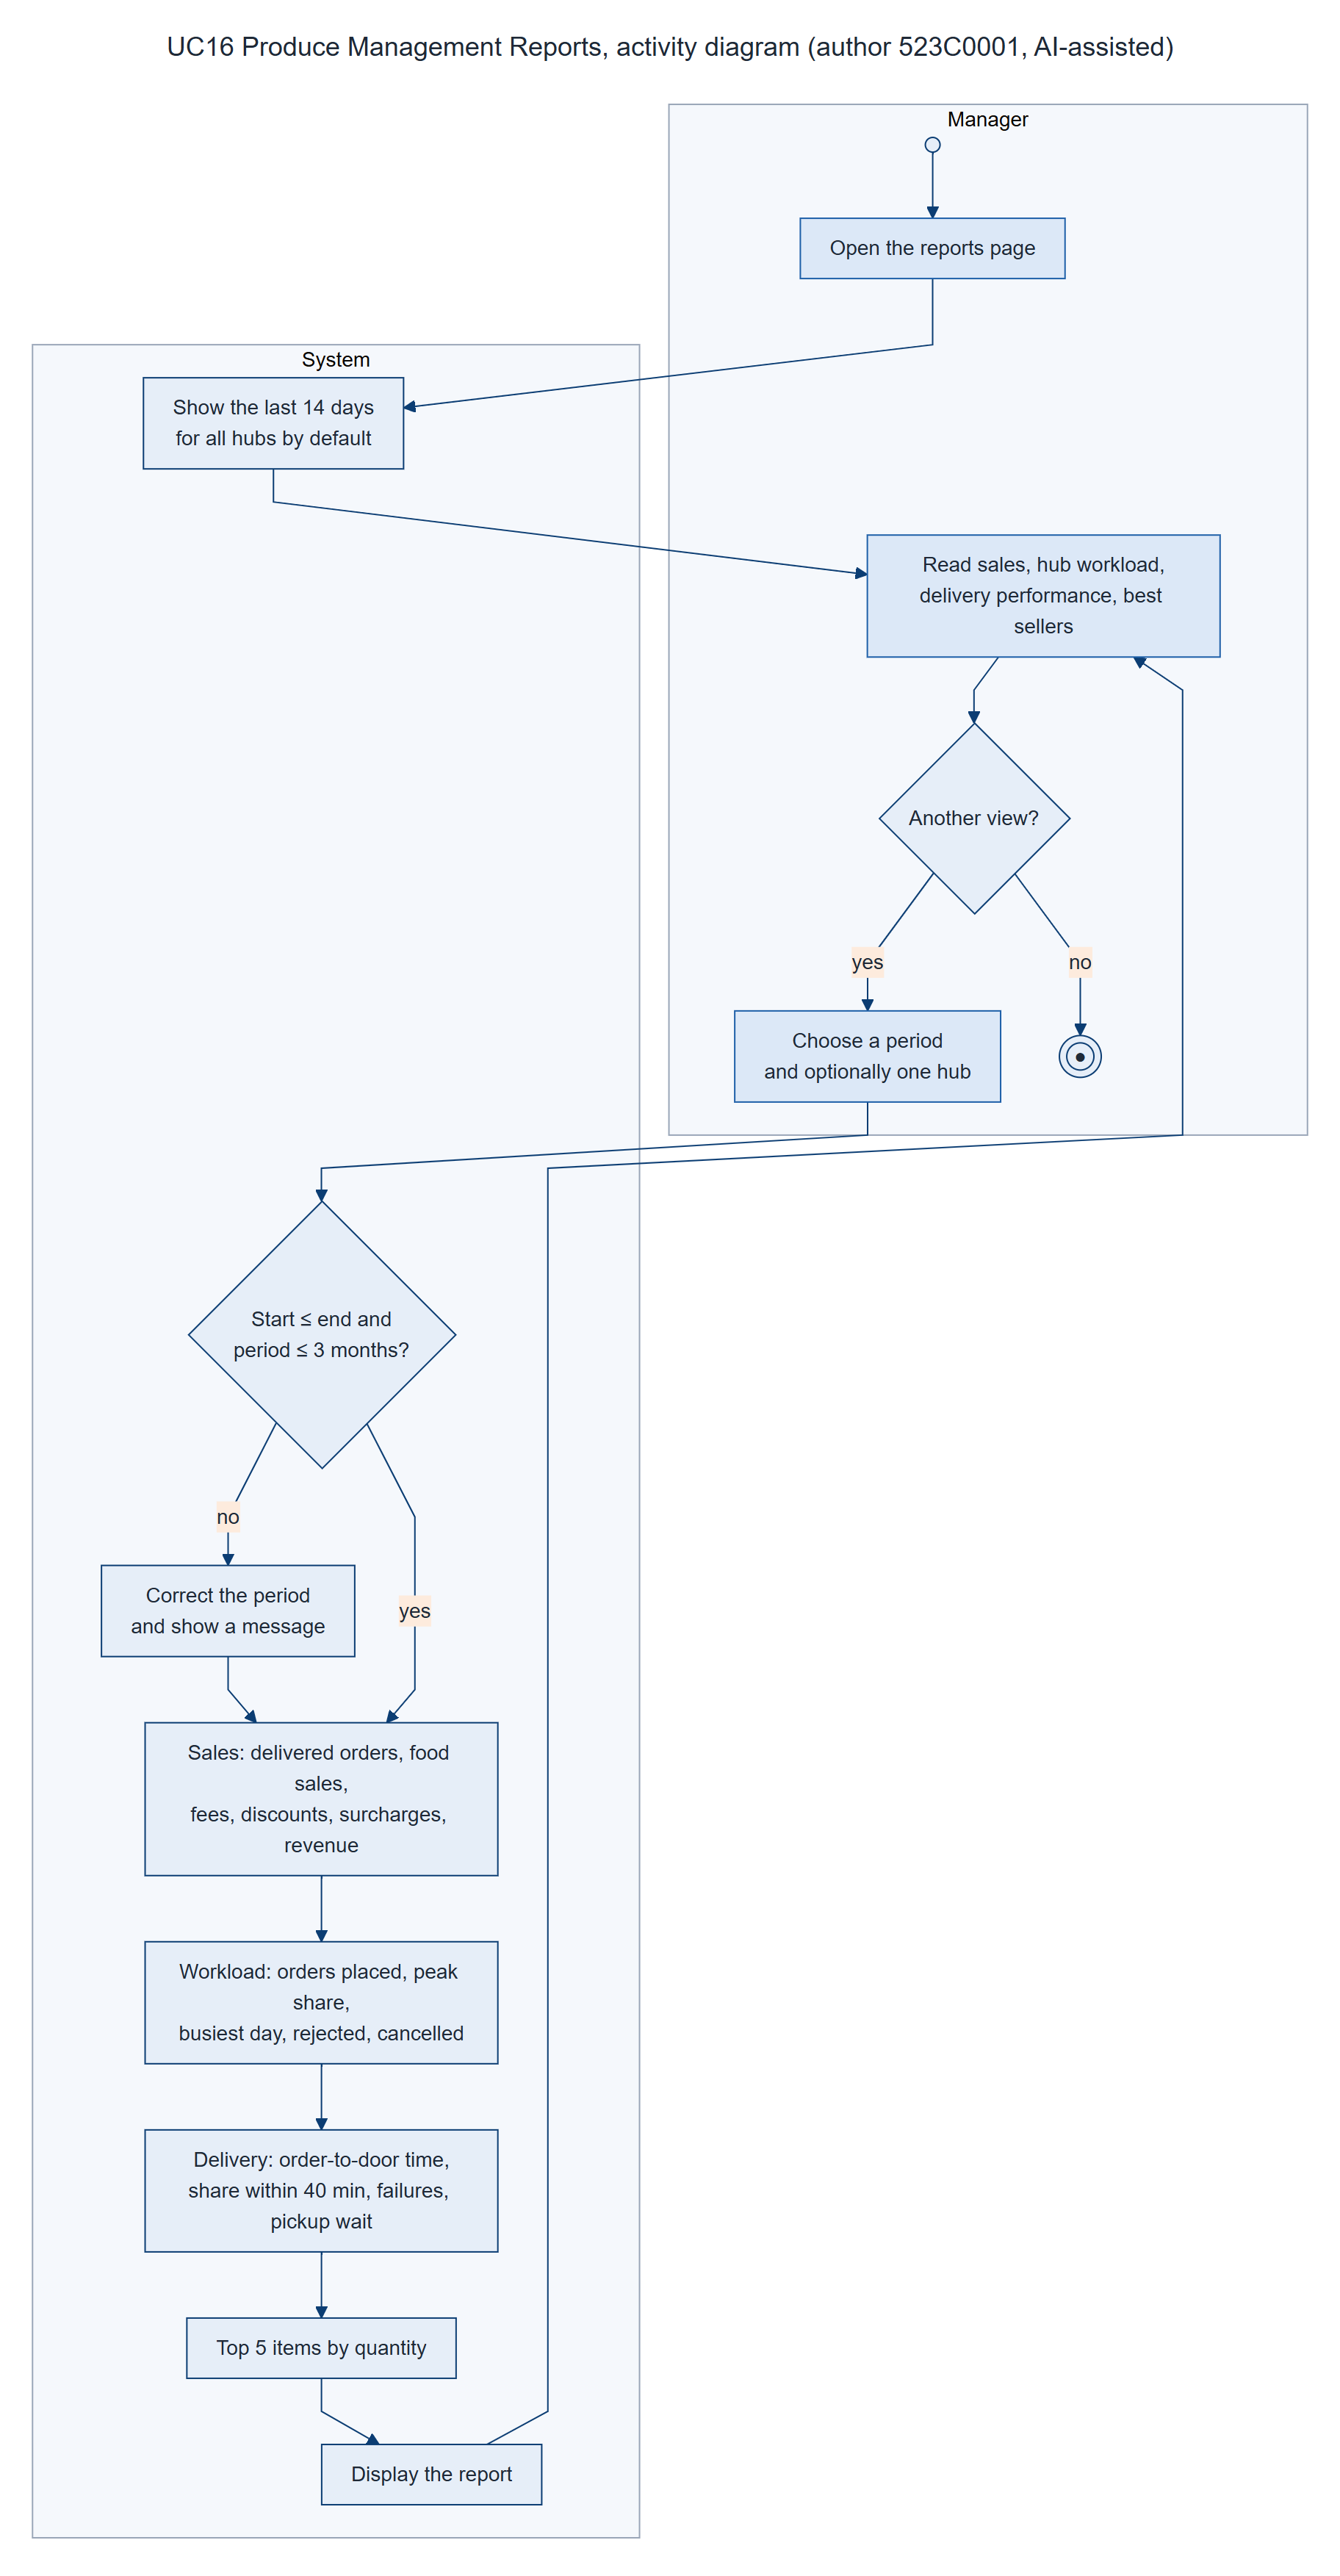 UC16 Produce Management Reports, activity diagram (author 523C0001, AI-assisted)
Manager
Open the reports page
System
Show the last 14 days
for all hubs by default
Read sales, hub workload,
delivery performance, best
sellers
Another view?
yes
no
Choose a period
and optionally one hub
Start ≤ end and
period ≤ 3 months?
no
Correct the period
and show a message
yes
Sales: delivered orders, food
sales,
fees, discounts, surcharges,
revenue
Workload: orders placed, peak
share,
busiest day, rejected, cancelled
Delivery: order-to-door time,
share within 40 min, failures,
pickup wait
Top 5 items by quantity
Display the report